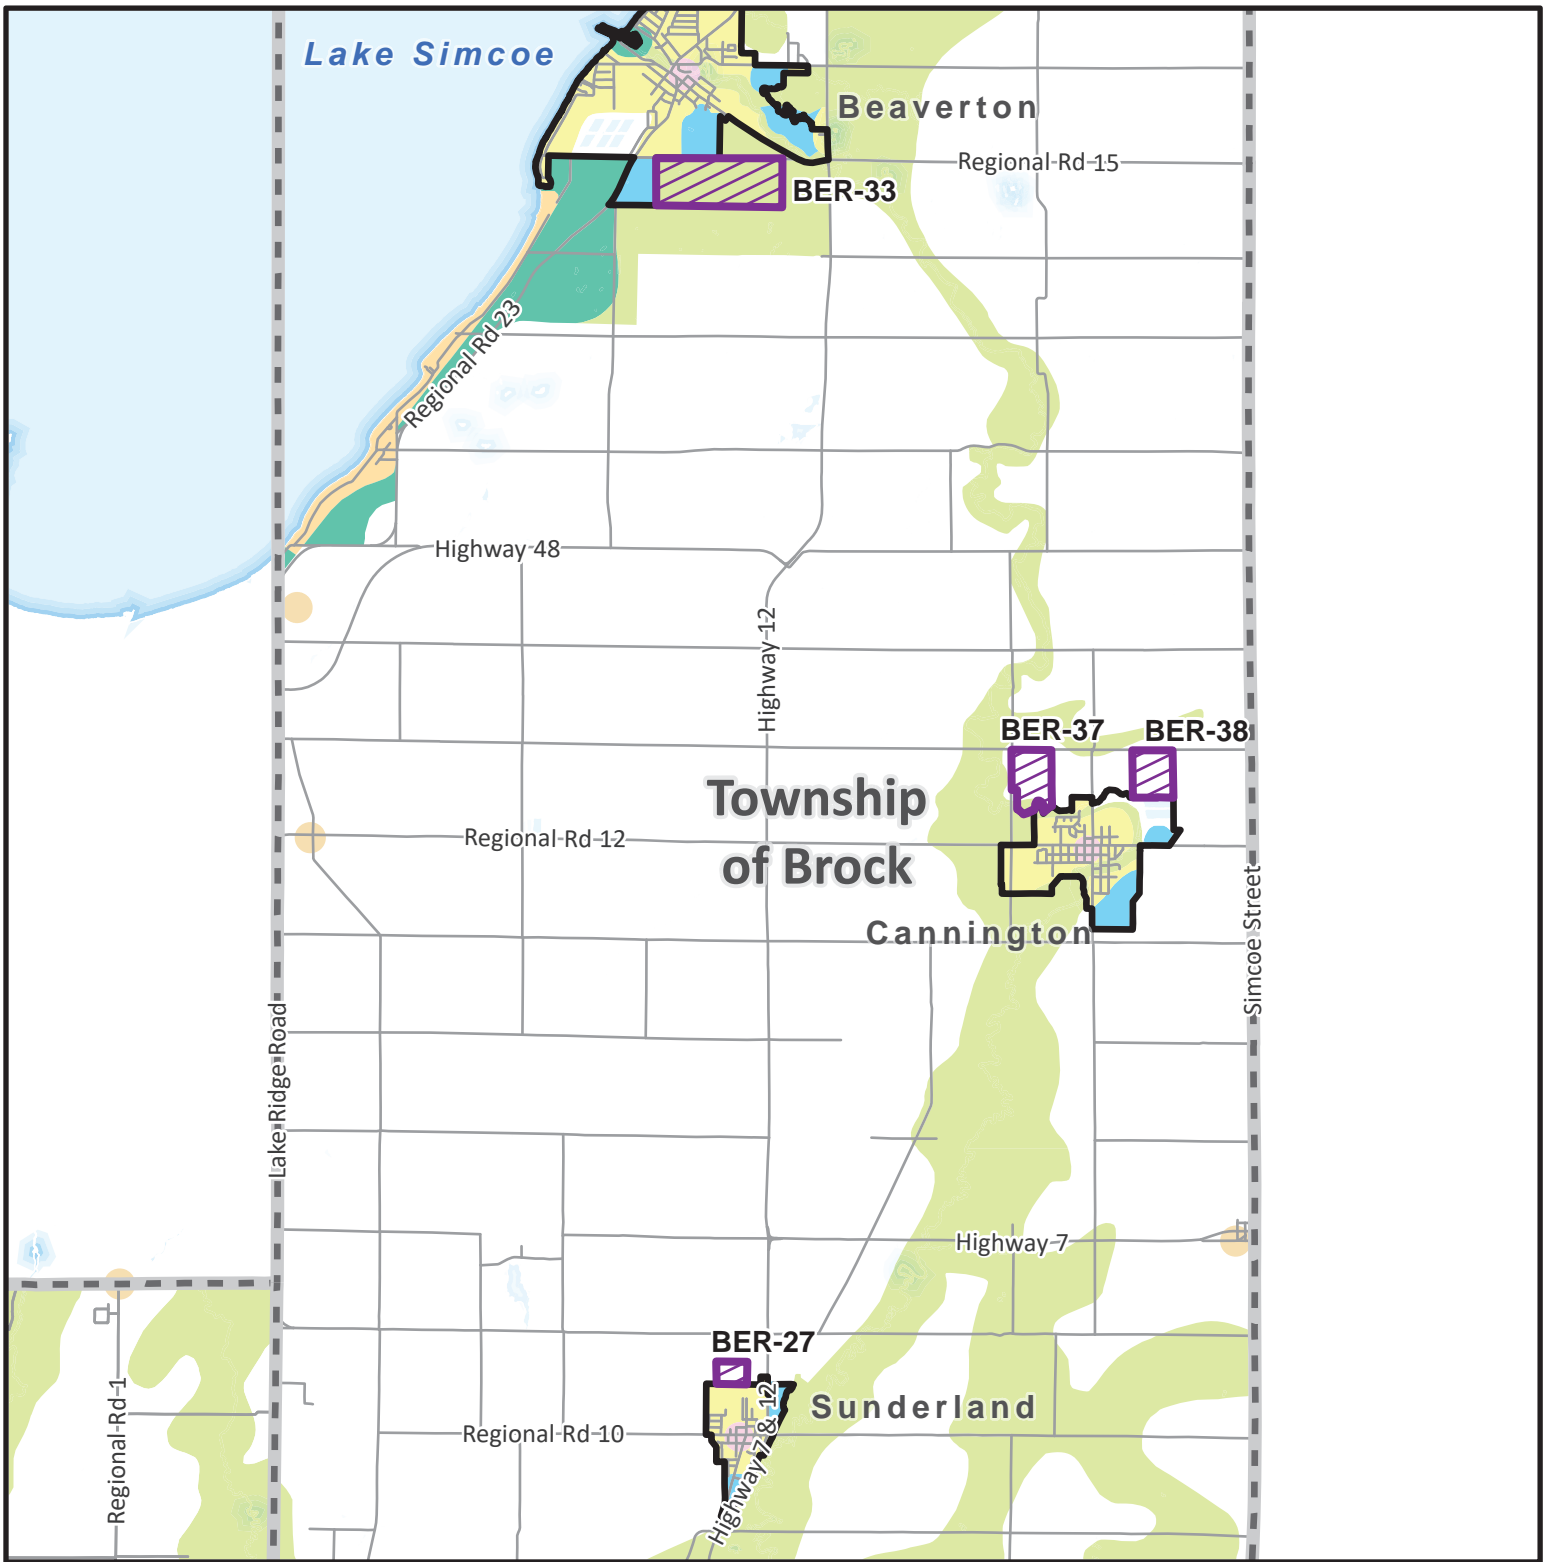 Lake Simcoe
Beaverton
Regional Rd 15
BER-33
Regional Rd 23
Highway 48
Highway 12
BER-37
BER-38
Township
of Brock
Regional Rd 12
Cannington
Simcoe Street
Lake Ridge Road
Highway 7
BER-27
Sunderland
Regional Rd 10
Highway 7 & 12
Regional Rd 1